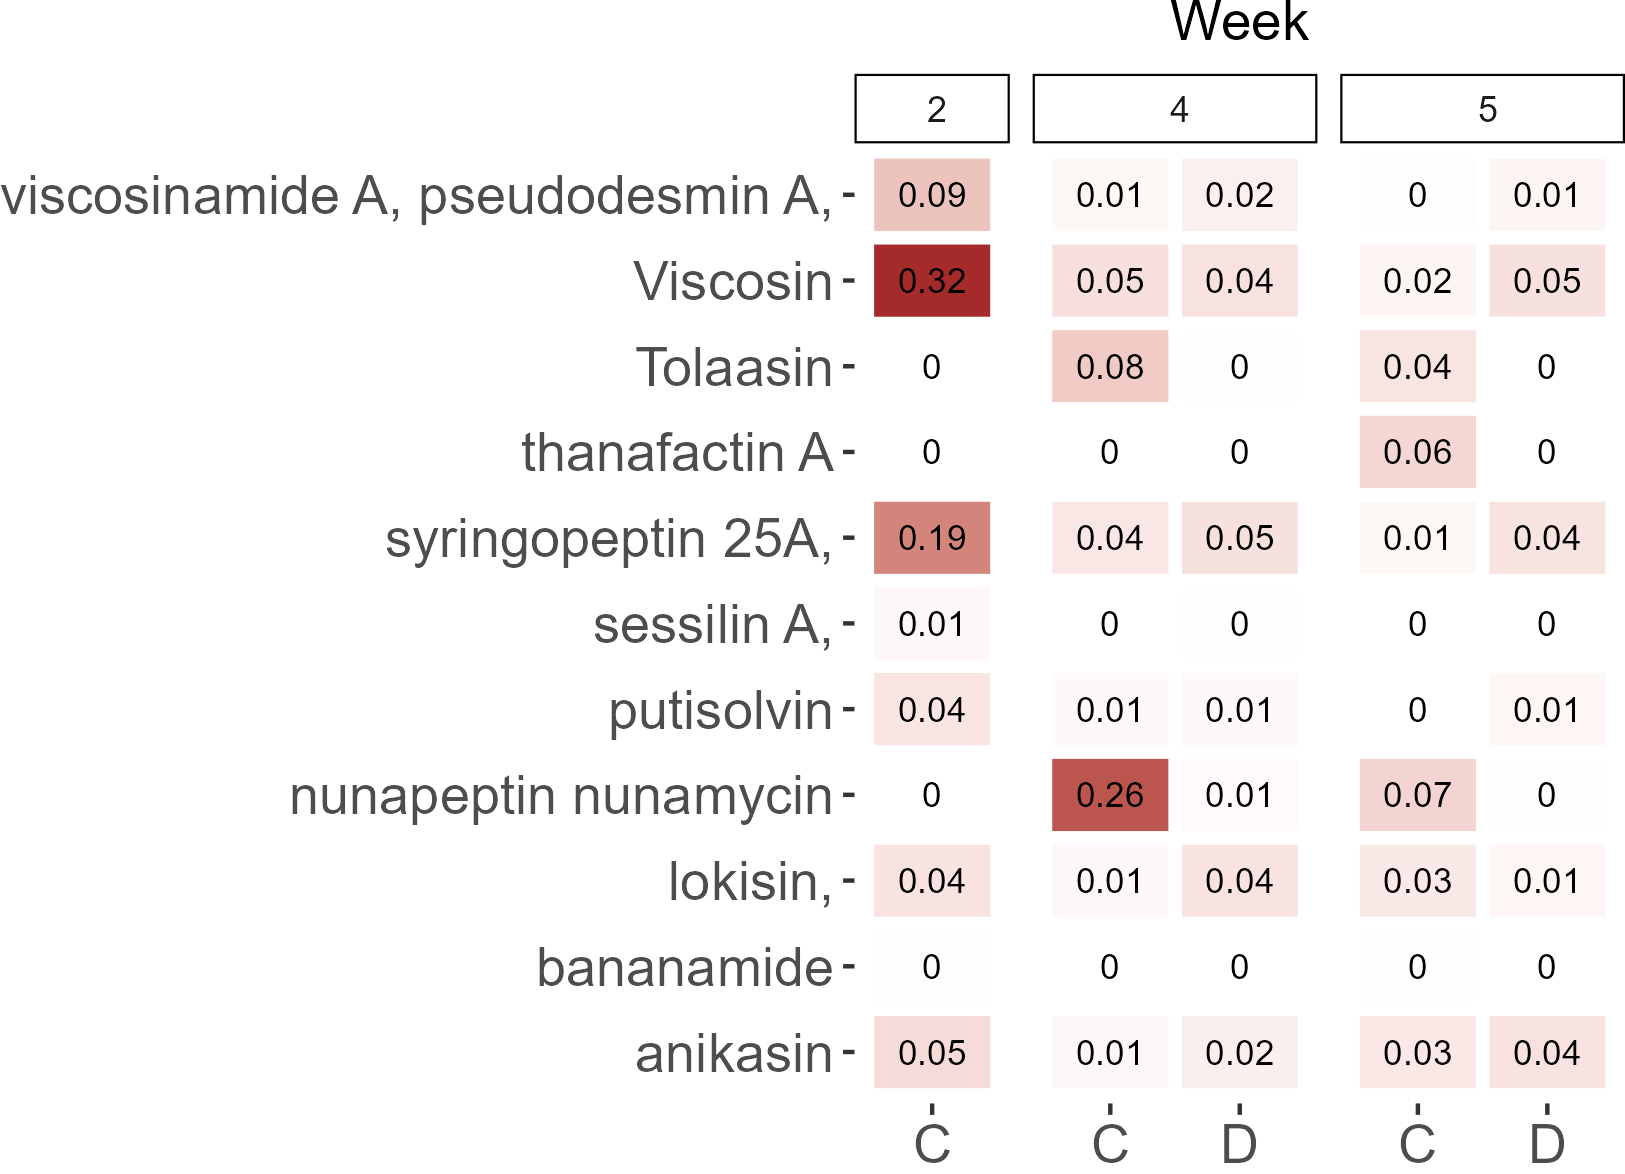 Week
2 4 5
viscosinamide A, pseudodesmin A, 0.09 0.01 0.02 0 0.01
Viscosin 0.32 0.05 0.04 0.02 0.05
Tolaasin 0 0.08 0 0.04 0
thanafactin A 0 0 0 0.06 0
syringopeptin 25A, 0.19 0.04 0.05 0.01 0.04
sessilin A, 0.01 0 0 0 0
putisolvin 0.04 0.01 0.01 0 0.01
nunapeptin nunamycin 0 0.26 0.01 0.07 0
lokisin, 0.04 0.01 0.04 0.03 0.01
bananamide 0 0 0 0 0
anikasin 0.05 0.01 0.02 0.03 0.04
C C D C D